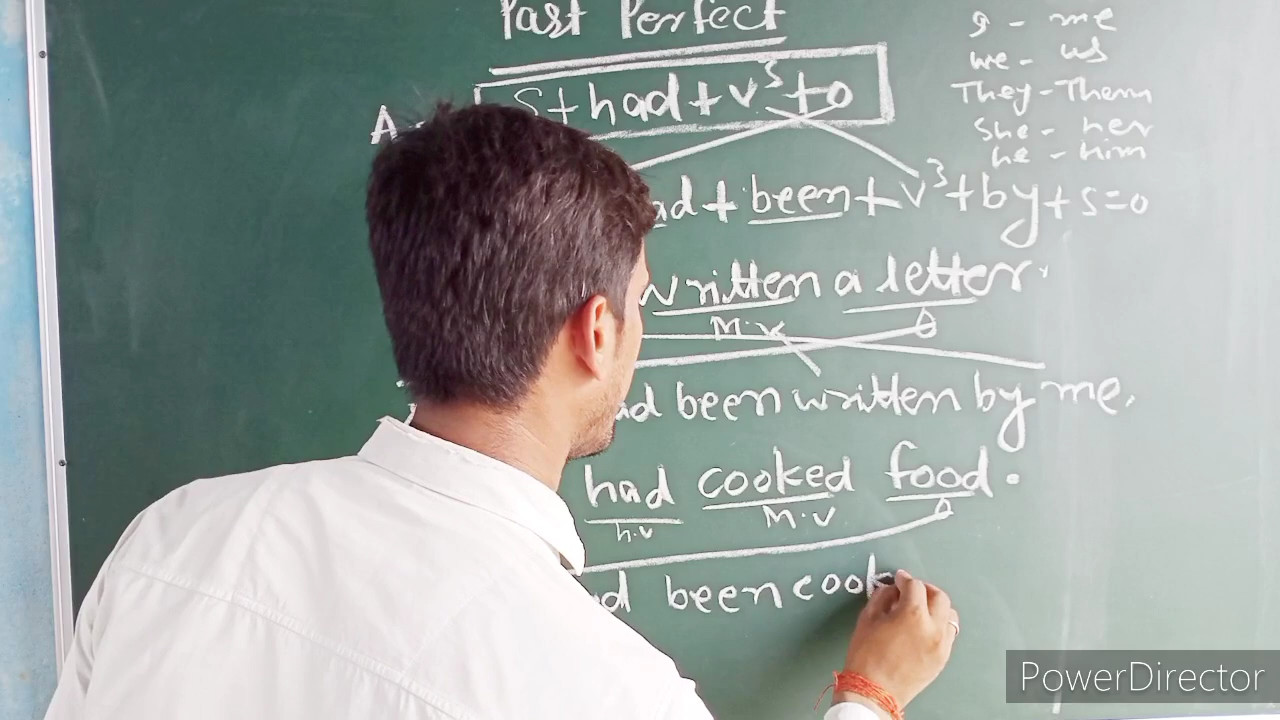 Past Perfect
I - me
we - us
They - Them
she - her
he - him
A
S + had + v³ + o
ad + been + v³ + by + s = o
written a letter.
M.V O
ad been written by me.
had cooked food.
h.v M.V O
d been cook
PowerDirector